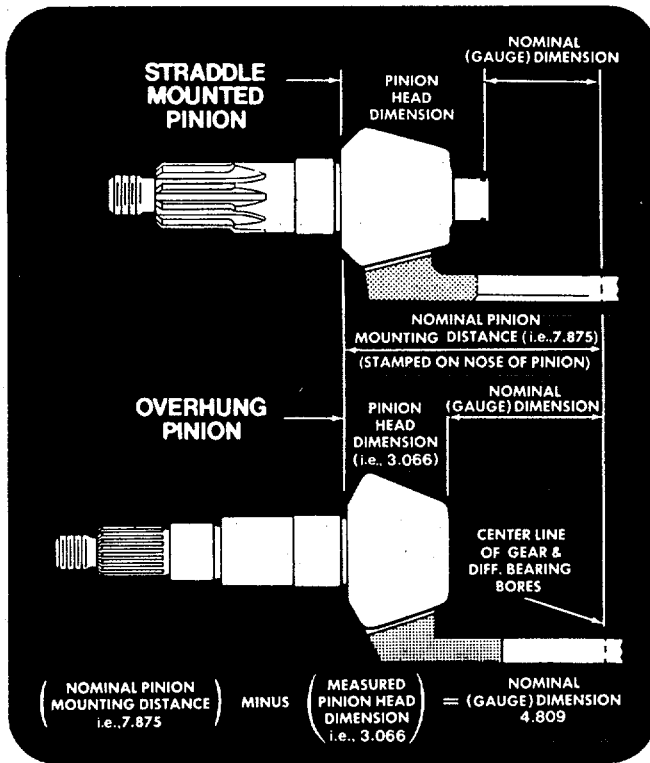 NOMINAL
(GAUGE) DIMENSION
STRADDLE
MOUNTED
PINION
PINION
HEAD
DIMENSION
NOMINAL PINION
MOUNTING DISTANCE (i.e.,7.875)
(STAMPED ON NOSE OF PINION)
OVERHUNG
PINION
PINION
HEAD
DIMENSION
(i.e., 3.066)
NOMINAL
(GAUGE) DIMENSION
CENTER LINE
OF GEAR &
DIFF. BEARING
BORES
NOMINAL PINION
MOUNTING DISTANCE
i.e.,7.875
MINUS
MEASURED
PINION HEAD
DIMENSION
i.e., 3.066
=
NOMINAL
(GAUGE) DIMENSION
4.809